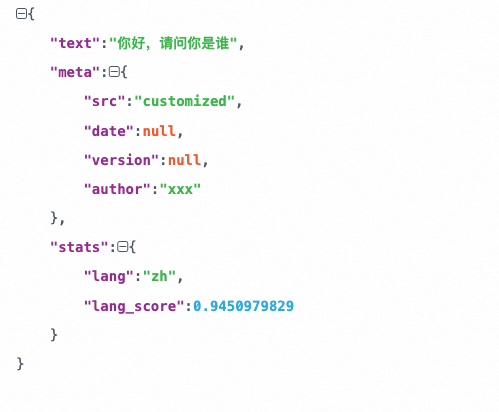 {
"text":"你好，请问你是谁",
"meta":{
"src":"customized",
"date":null,
"version":null,
"author":"xxx"
},
"stats":{
"lang":"zh",
"lang_score":0.9450979829
}
}